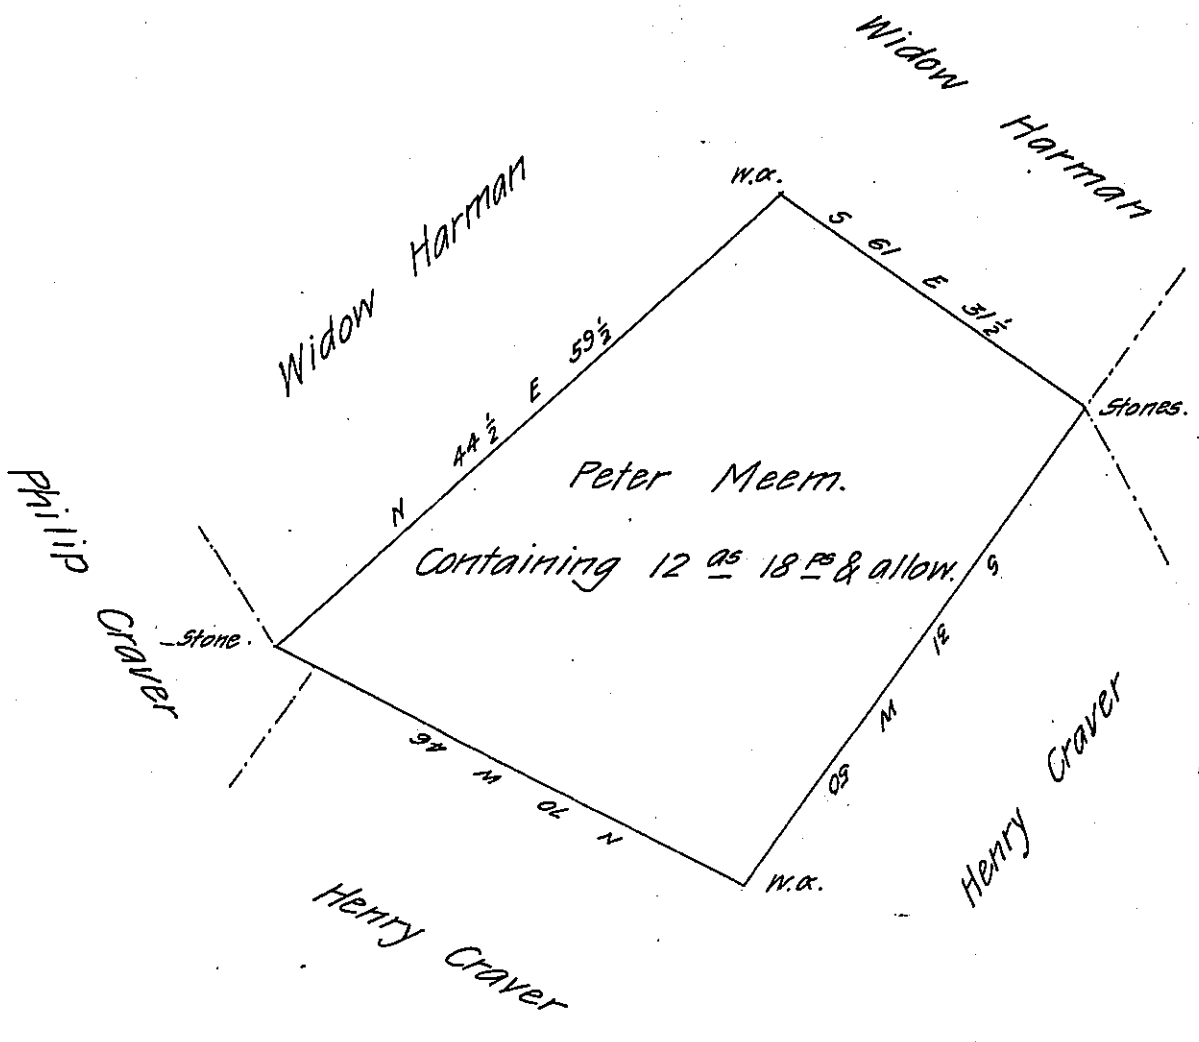 Widow Harman
Widow Harman
W.O.
S 61 E 31½
N 44½ E 59½
Stones.
Peter Meem.
Containing 12 as 18 ps & allow.
Philip Craver
Stone.
S 31 W 50
N 70 W 46
W.O.
Henry Craver
Henry Craver